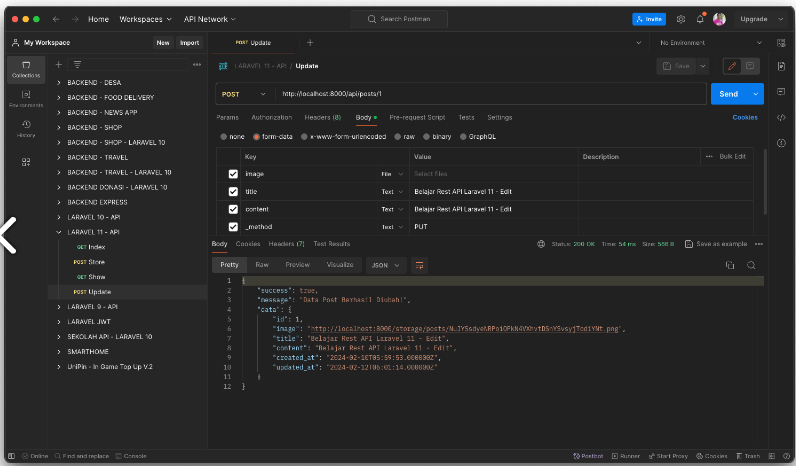 Home Workspaces API Network Search Postman Invite Upgrade
My Workspace New Import POST Update No Environment
Collections
Environments
History
BACKEND - DESA
BACKEND - FOOD DELIVERY
BACKEND - NEWS APP
BACKEND - SHOP
BACKEND - SHOP - LARAVEL 10
BACKEND - TRAVEL
BACKEND - TRAVEL - LARAVEL 10
BACKEND DONASI - LARAVEL 10
BACKEND EXPRESS
LARAVEL 10 - API
LARAVEL 11 - API
GET Index
POST Store
GET Show
POST Update
LARAVEL 9 - API
LARAVEL JWT
SEKOLAH API - LARAVEL 10
SMARTHOME
UniPin - In Game Top Up V.2
LARAVEL 11 - API / Update Save
POST http://localhost:8000/api/posts/1 Send
Params Authorization Headers (8) Body Pre-request Script Tests Settings Cookies
none form-data x-www-form-urlencoded raw binary GraphQL
Key Value Description Bulk Edit
image File Select Files
title Text Belajar Rest API Laravel 11 - Edit
content Text Belajar Rest API Laravel 11 - Edit
_method Text PUT
Body Cookies Headers (7) Test Results Status: 200 OK Time: 54 ms Size: 566 B Save as example
Pretty Raw Preview Visualize JSON
1 {
2 "success": true,
3 "message": "Data Post Berhasil Diubah!",
4 "data": {
5 "id": 1,
6 "image": "http://localhost:8000/storage/posts/
7 "title": "Belajar Rest API Laravel 11 - Edit",
8 "content": "Belajar Rest API Laravel 11 - Edit",
9 "created_at": "2024-02-10T05:59:53.000000Z",
10 "updated_at": "2024-02-12T06:01:14.000000Z"
11 }
12 }
Online Find and replace Console Postbot Runner Start Proxy Cookies Trash